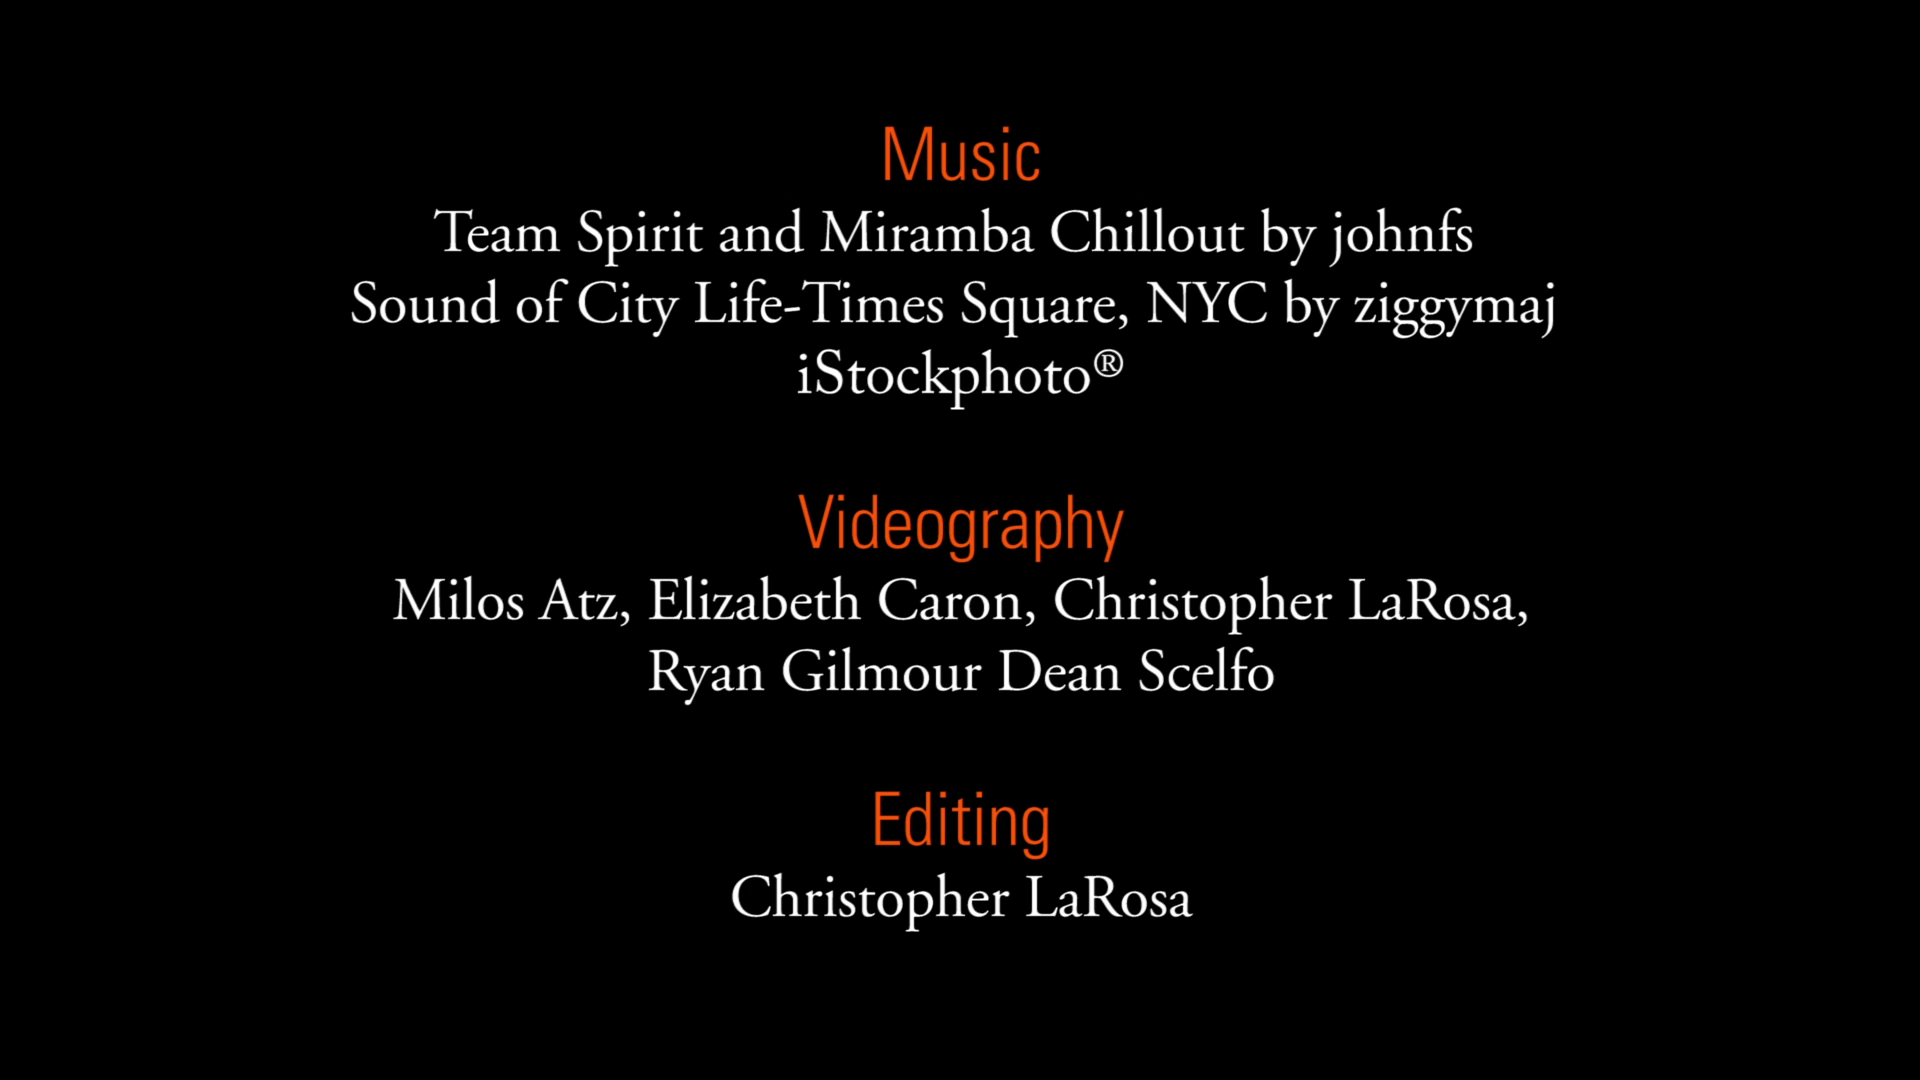 Music
Team Spirit and Miramba Chillout by johnfs
Sound of City Life-Times Square, NYC by ziggymaj
iStockphoto®
Videography
Milos Atz, Elizabeth Caron, Christopher LaRosa,
Ryan Gilmour Dean Scelfo
Editing
Christopher LaRosa